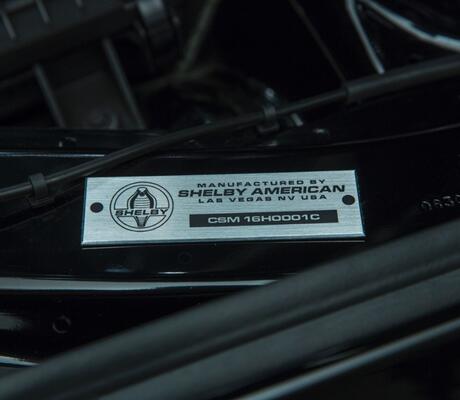 MANUFACTURED BY
SHELBY AMERICAN
LAS VEGAS NV USA
SHELBY
CSM 16H0001C